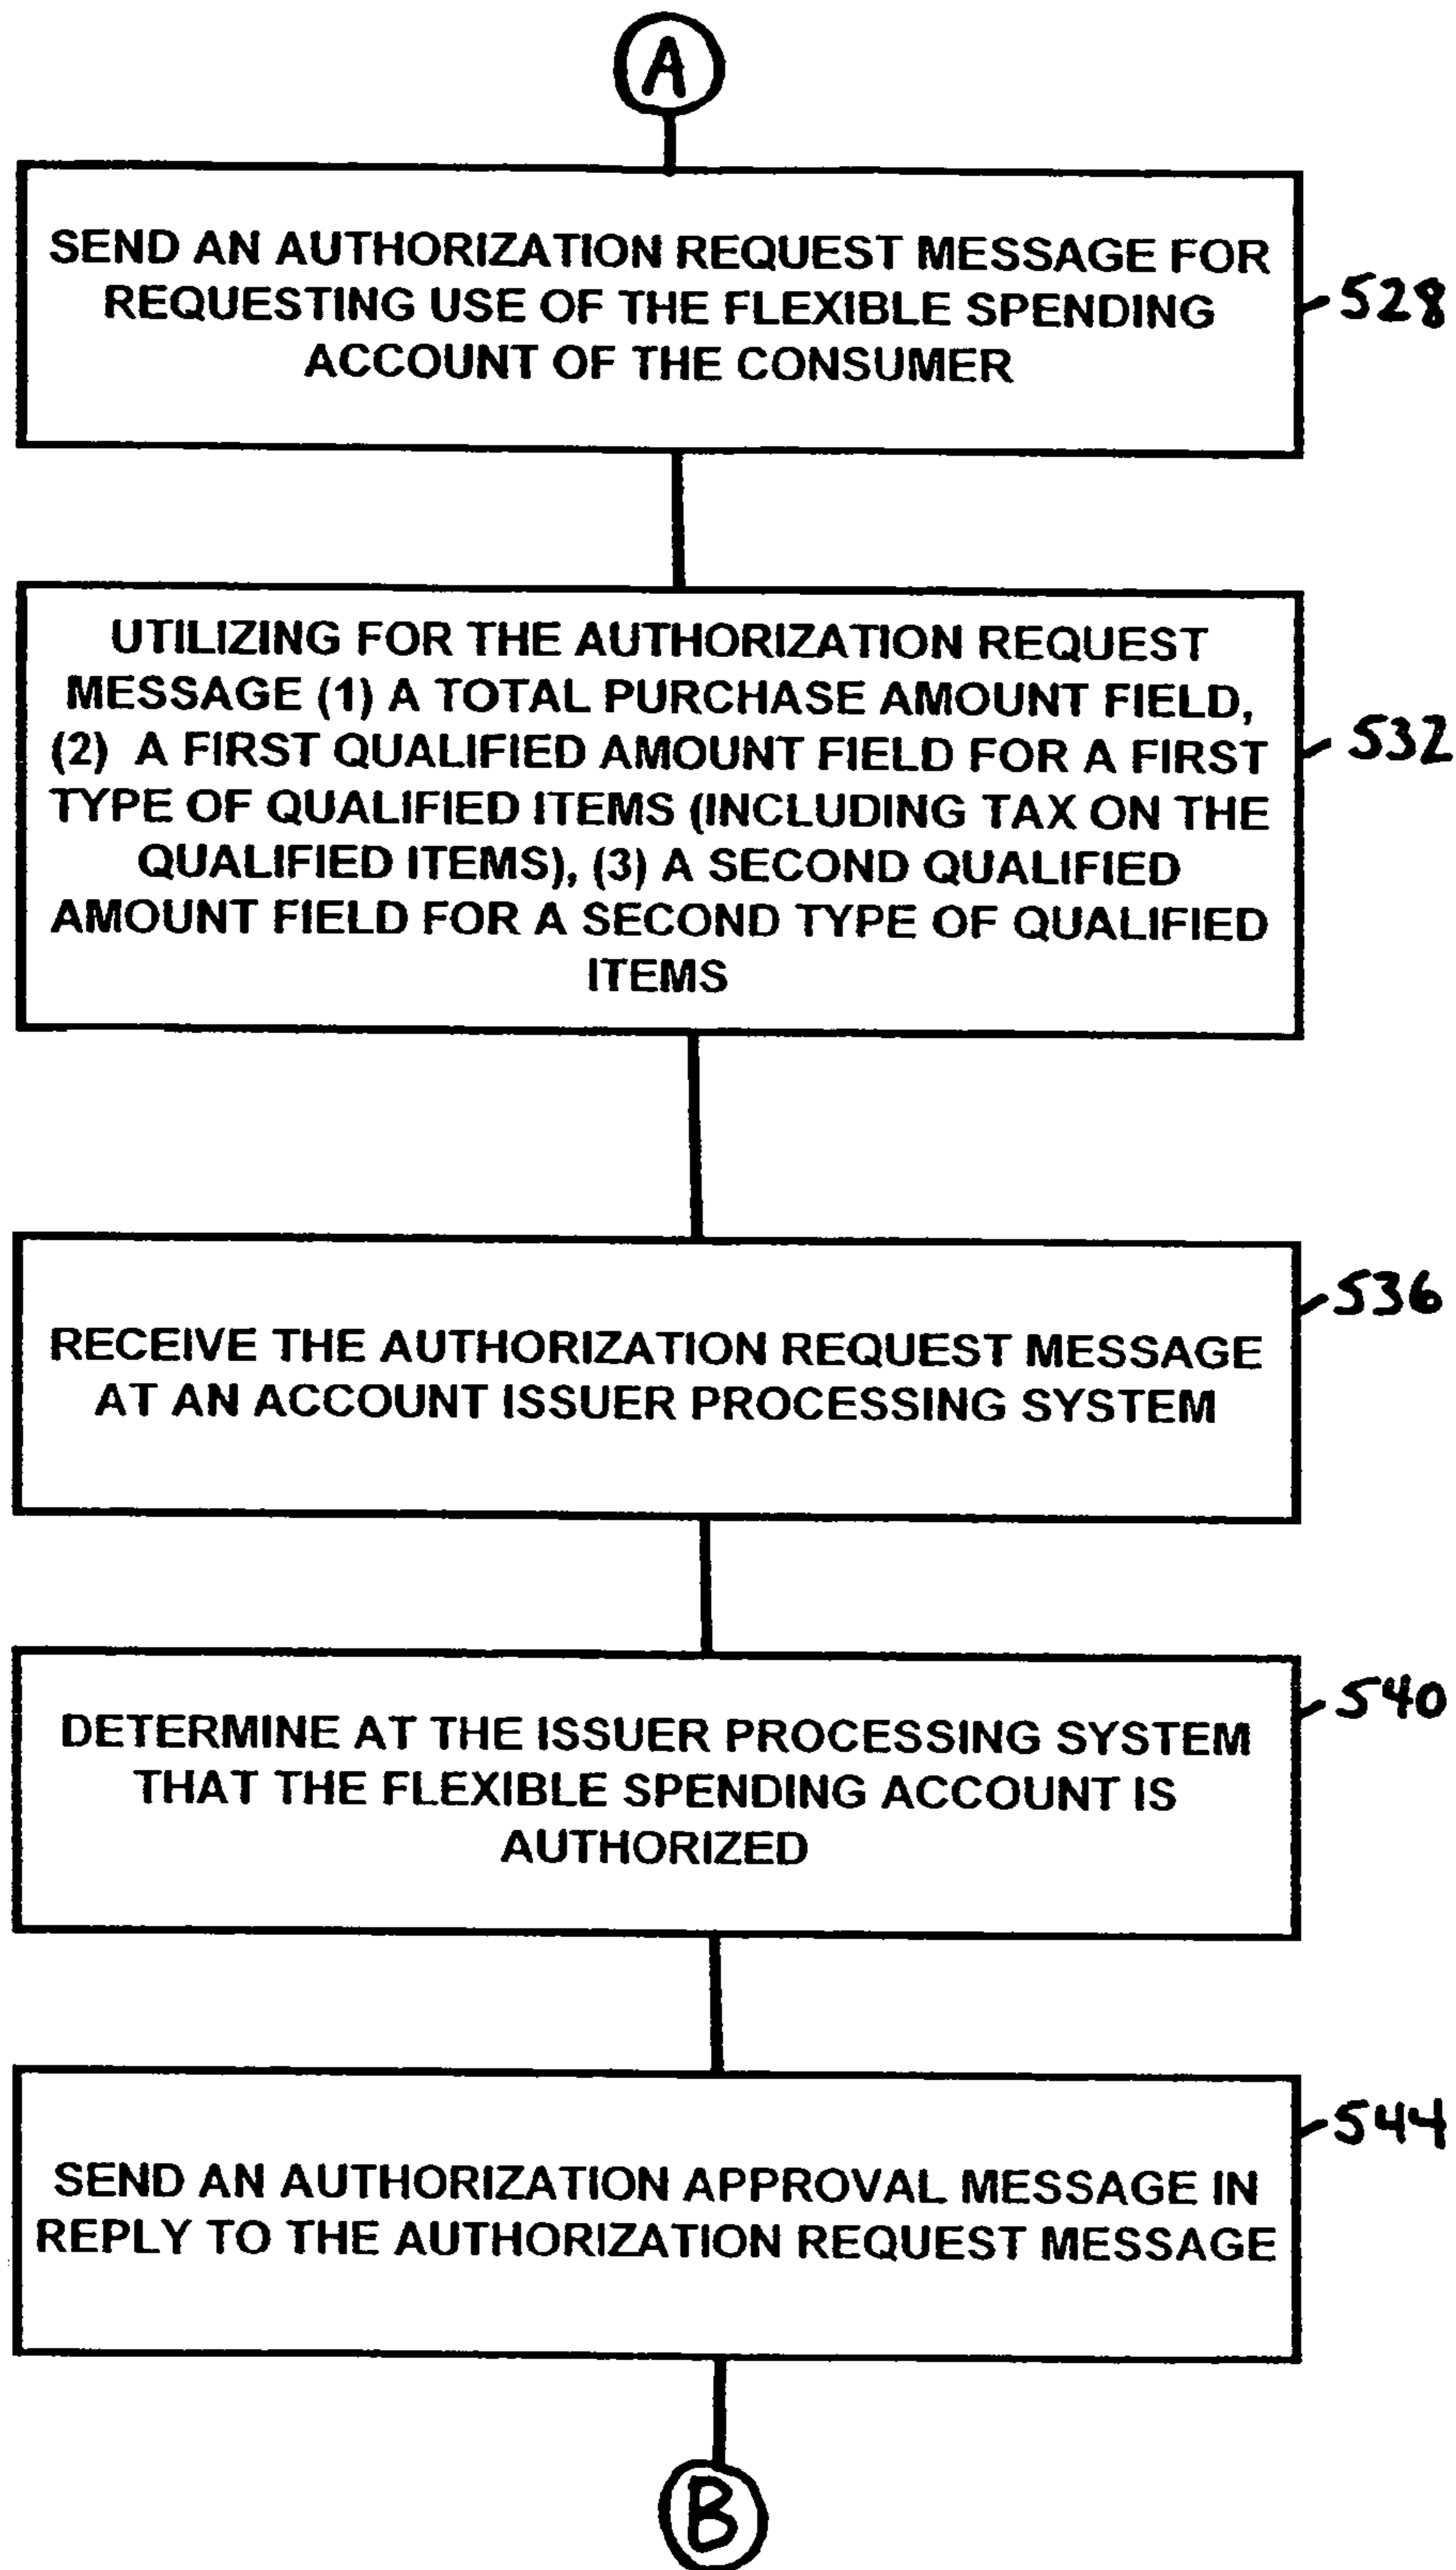 A
SEND AN AUTHORIZATION REQUEST MESSAGE FOR
REQUESTING USE OF THE FLEXIBLE SPENDING
ACCOUNT OF THE CONSUMER
528
UTILIZING FOR THE AUTHORIZATION REQUEST
MESSAGE (1) A TOTAL PURCHASE AMOUNT FIELD,
(2) A FIRST QUALIFIED AMOUNT FIELD FOR A FIRST
TYPE OF QUALIFIED ITEMS (INCLUDING TAX ON THE
QUALIFIED ITEMS), (3) A SECOND QUALIFIED
AMOUNT FIELD FOR A SECOND TYPE OF QUALIFIED
ITEMS
532
RECEIVE THE AUTHORIZATION REQUEST MESSAGE
AT AN ACCOUNT ISSUER PROCESSING SYSTEM
536
DETERMINE AT THE ISSUER PROCESSING SYSTEM
THAT THE FLEXIBLE SPENDING ACCOUNT IS
AUTHORIZED
540
SEND AN AUTHORIZATION APPROVAL MESSAGE IN
REPLY TO THE AUTHORIZATION REQUEST MESSAGE
544
B